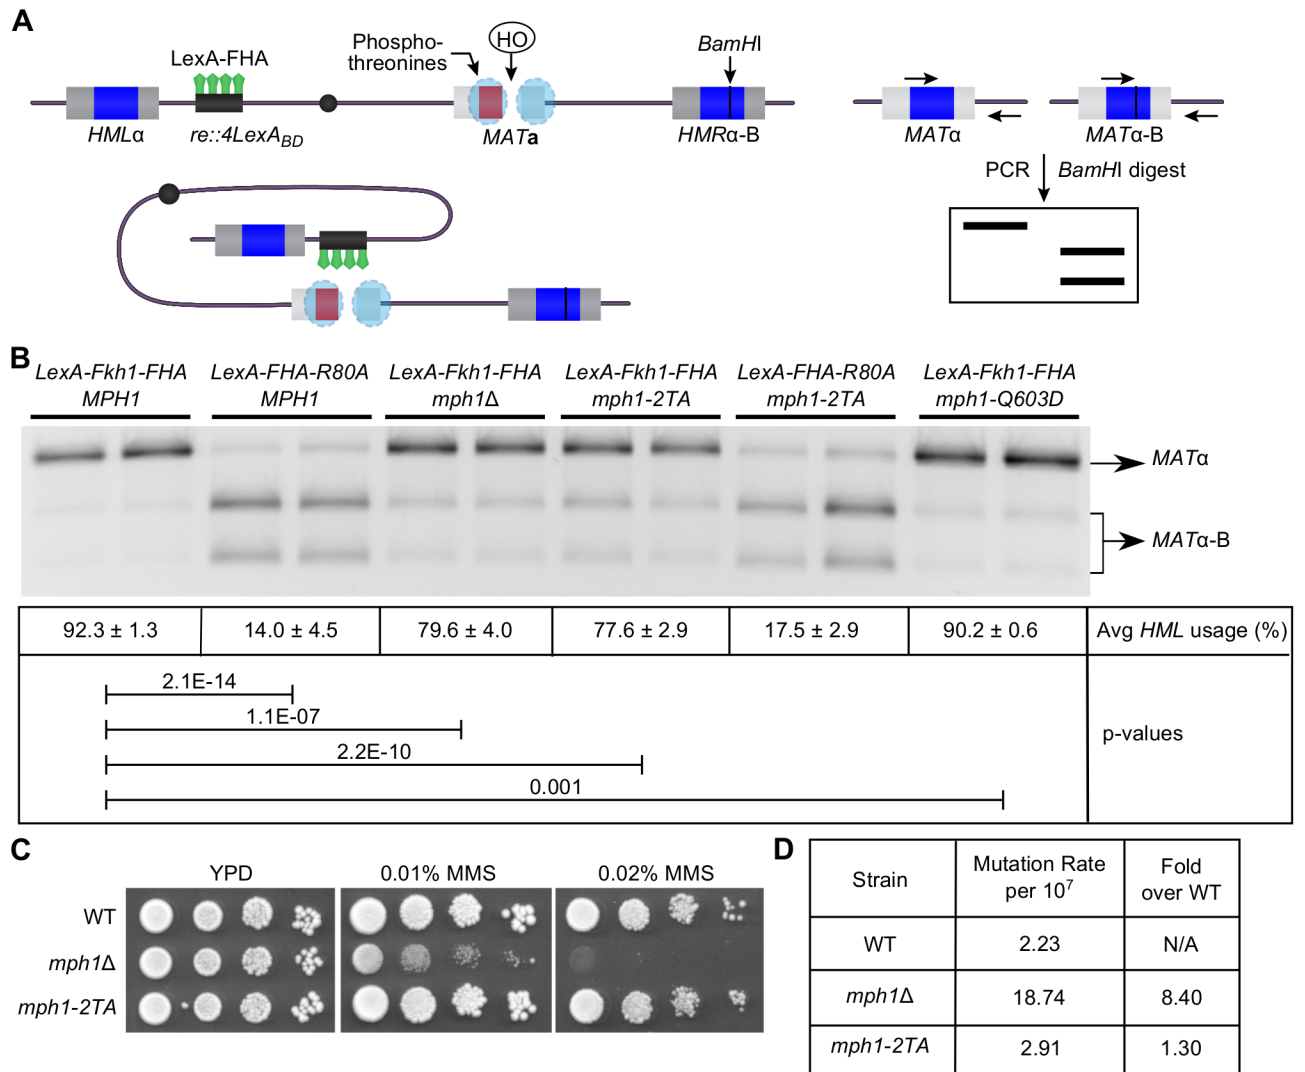 A
LexA-FHA
Phospho-
threonines
HO
BamHI
HMLα
re::4LexABD
MATa
HMRα-B
MATα
MATα-B
PCR
BamHI digest
B
LexA-Fkh1-FHA
MPH1
LexA-FHA-R80A
MPH1
LexA-Fkh1-FHA
mph1Δ
LexA-Fkh1-FHA
mph1-2TA
LexA-FHA-R80A
mph1-2TA
LexA-Fkh1-FHA
mph1-Q603D
MATα
MATα-B
92.3 ± 1.3 14.0 ± 4.5 79.6 ± 4.0 77.6 ± 2.9 17.5 ± 2.9 90.2 ± 0.6 Avg HML usage (%)
2.1E-14
1.1E-07
2.2E-10
0.001
p-values
C
YPD 0.01% MMS 0.02% MMS
WT
mph1Δ
mph1-2TA
D
Strain Mutation Rate per 10⁷ Fold over WT
WT 2.23 N/A
mph1Δ 18.74 8.40
mph1-2TA 2.91 1.30